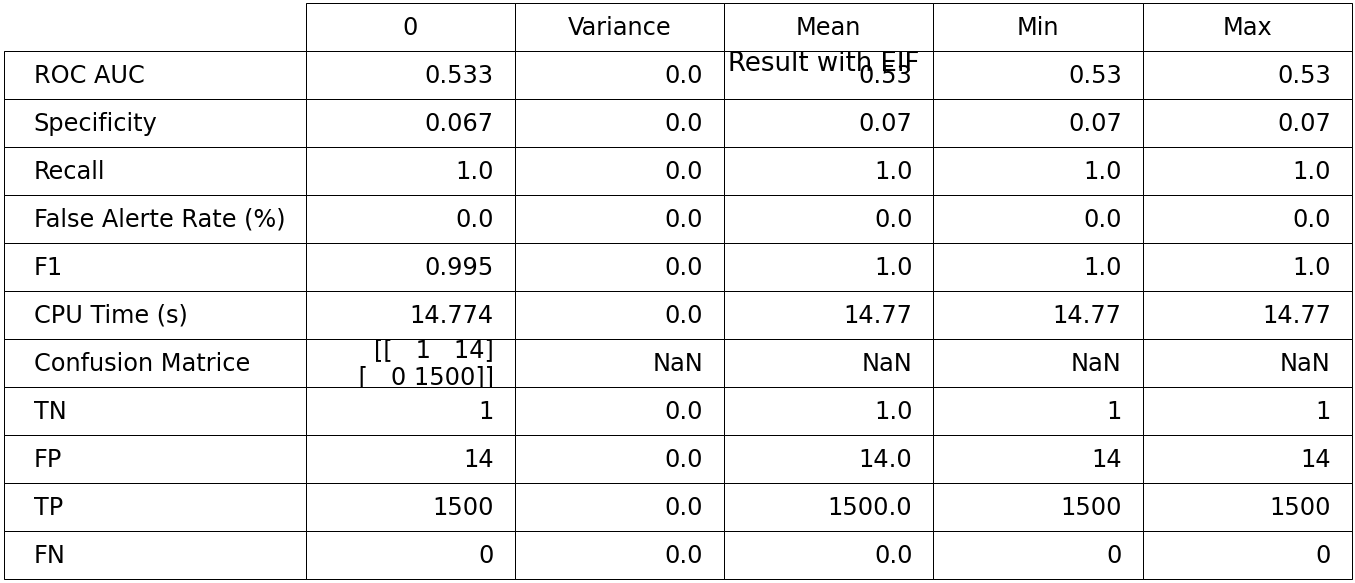 0 Variance Mean Min Max
Result with EIF
ROC AUC 0.533 0.0 0.53 0.53 0.53
Specificity 0.067 0.0 0.07 0.07 0.07
Recall 1.0 0.0 1.0 1.0 1.0
False Alerte Rate (%) 0.0 0.0 0.0 0.0 0.0
F1 0.995 0.0 1.0 1.0 1.0
CPU Time (s) 14.774 0.0 14.77 14.77 14.77
Confusion Matrice [[ 1 14] NaN NaN NaN NaN
[ 0 1500]]
TN 1 0.0 1.0 1 1
FP 14 0.0 14.0 14 14
TP 1500 0.0 1500.0 1500 1500
FN 0 0.0 0.0 0 0